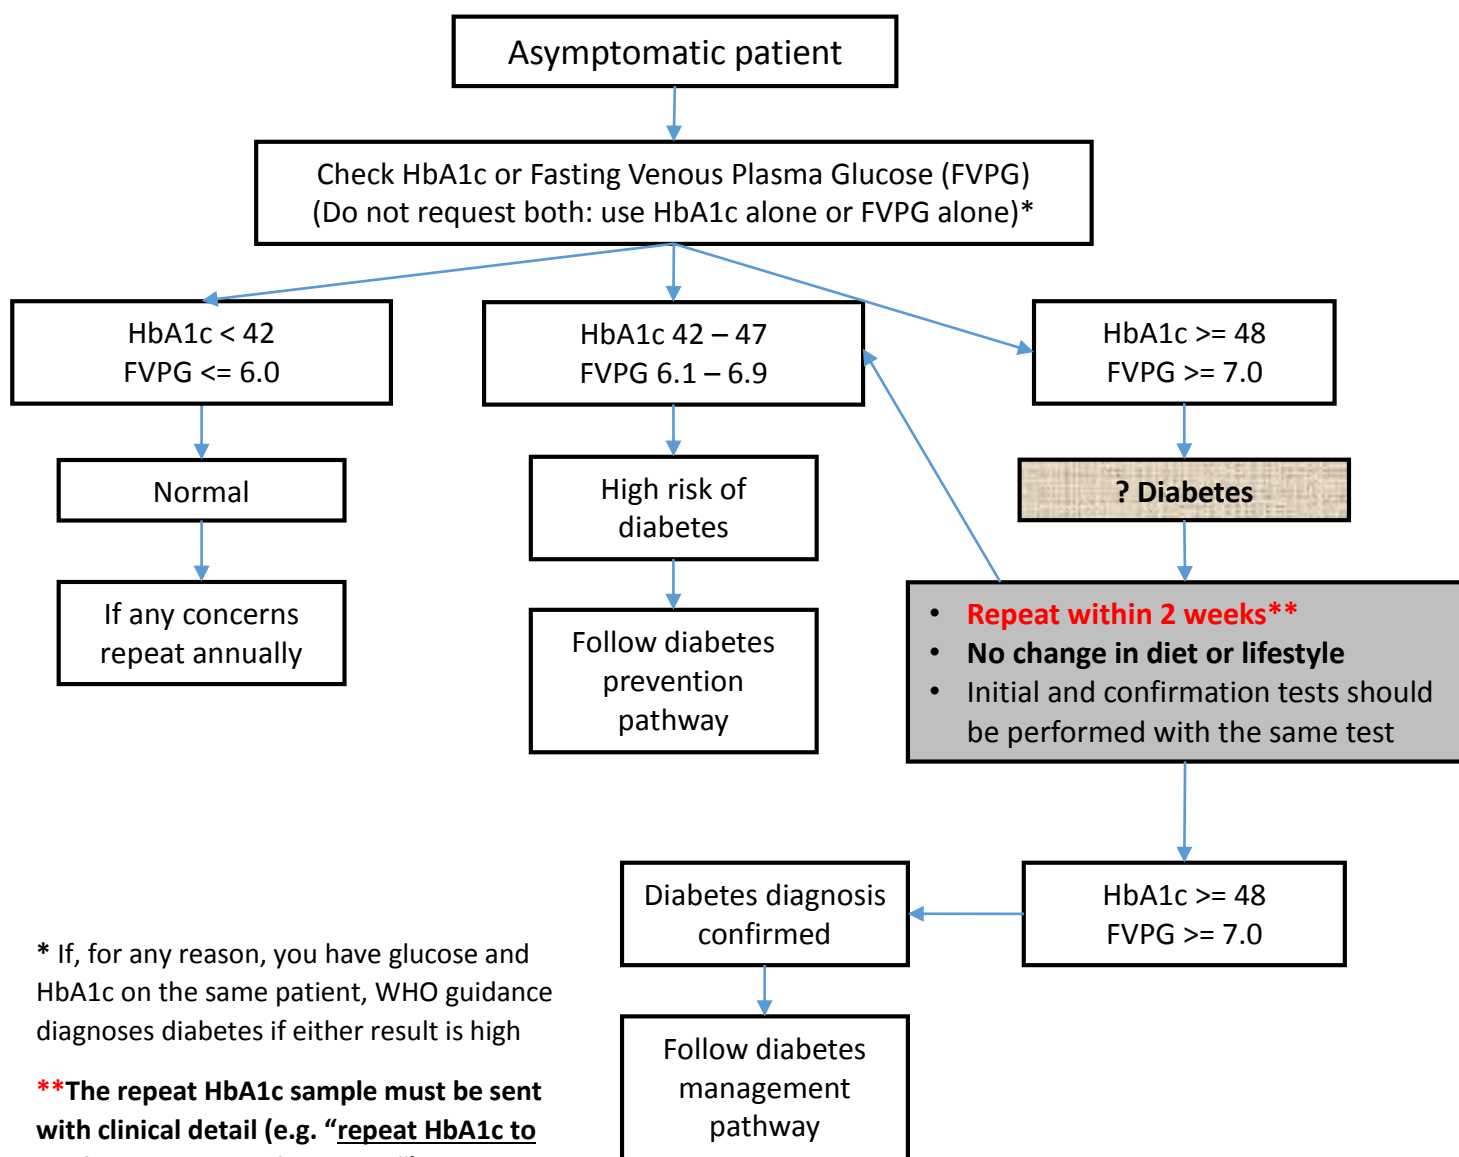 Asymptomatic patient
Check HbA1c or Fasting Venous Plasma Glucose (FVPG)
(Do not request both: use HbA1c alone or FVPG alone)*
HbA1c < 42
FVPG <= 6.0
HbA1c 42 – 47
FVPG 6.1 – 6.9
HbA1c >= 48
FVPG >= 7.0
Normal
High risk of
diabetes
? Diabetes
If any concerns
repeat annually
Follow diabetes
prevention
pathway
• Repeat within 2 weeks**
• No change in diet or lifestyle
• Initial and confirmation tests should
be performed with the same test
Diabetes diagnosis
confirmed
HbA1c >= 48
FVPG >= 7.0
Follow diabetes
management
pathway
* If, for any reason, you have glucose and
HbA1c on the same patient, WHO guidance
diagnoses diabetes if either result is high
**The repeat HbA1c sample must be sent
with clinical detail (e.g. “repeat HbA1c to